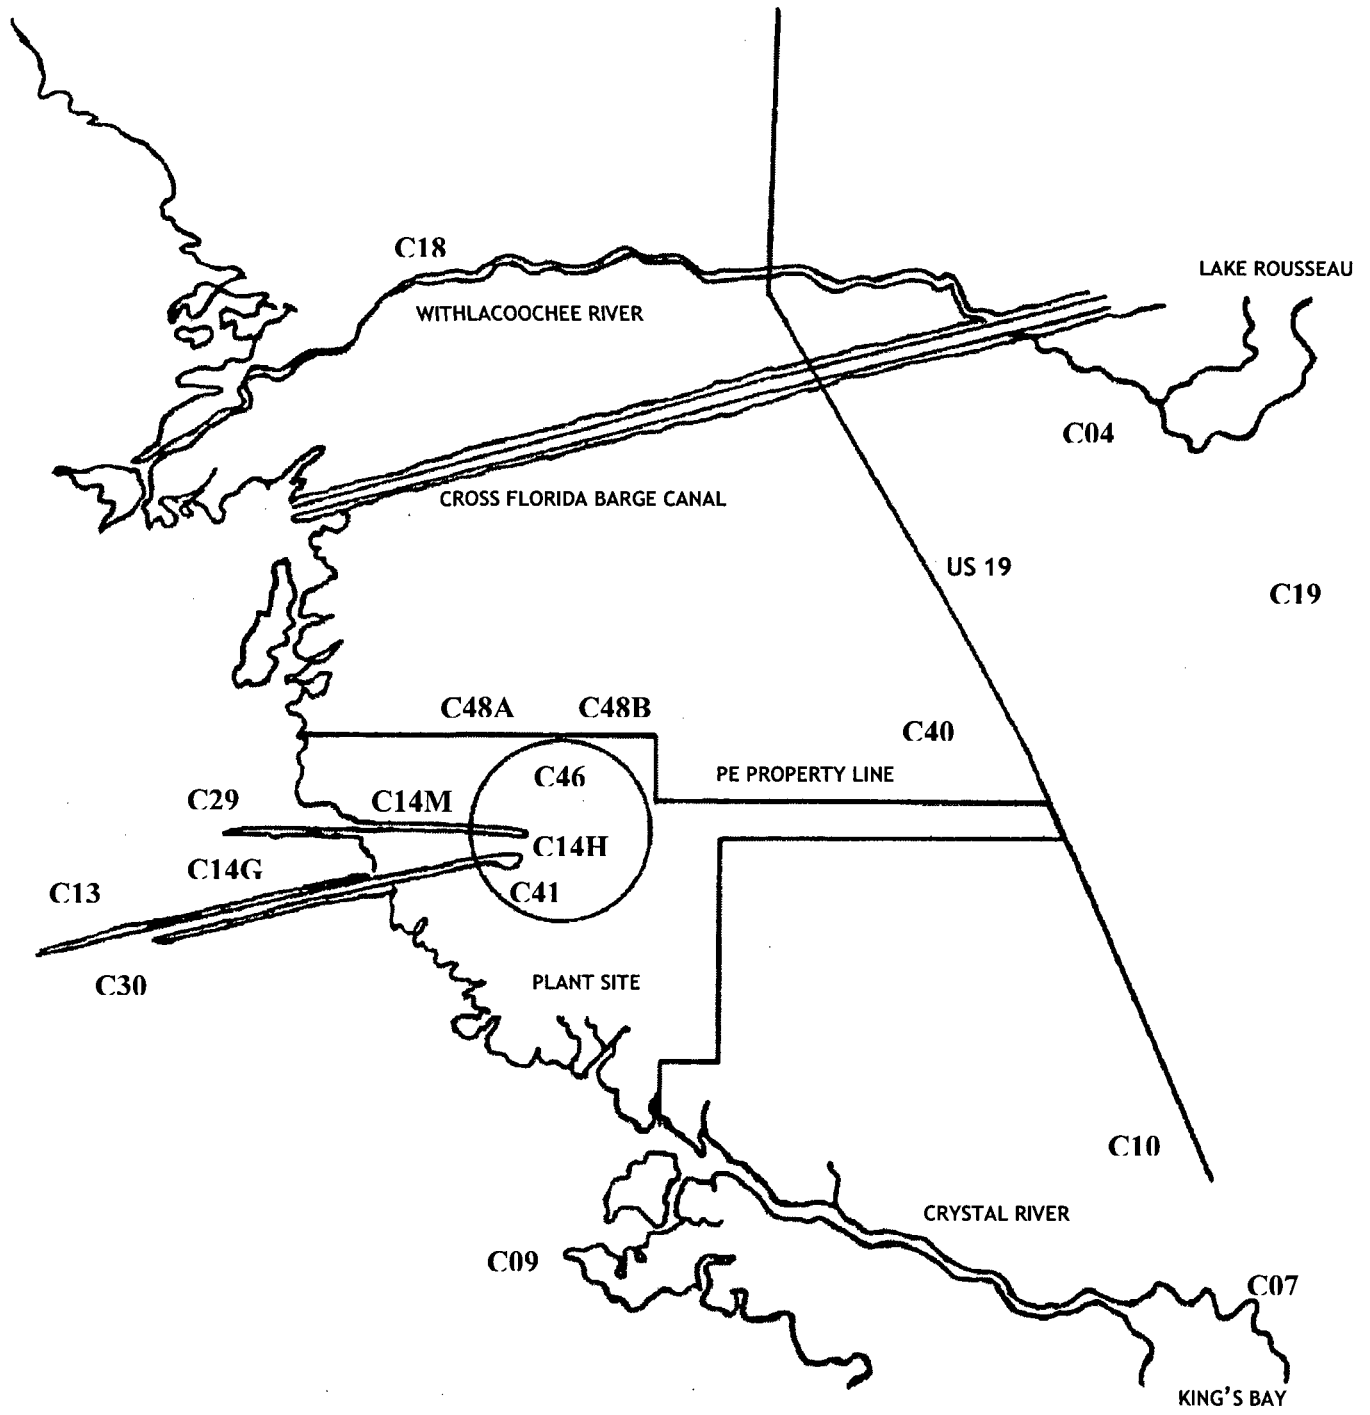 C18
LAKE ROUSSEAU
WITHLACOOCHEE RIVER
C04
CROSS FLORIDA BARGE CANAL
US 19
C19
C48A
C48B
C40
C46
PE PROPERTY LINE
C29
C14M
C14H
C14G
C13
C41
C30
PLANT SITE
C10
CRYSTAL RIVER
C09
C07
KING'S BAY